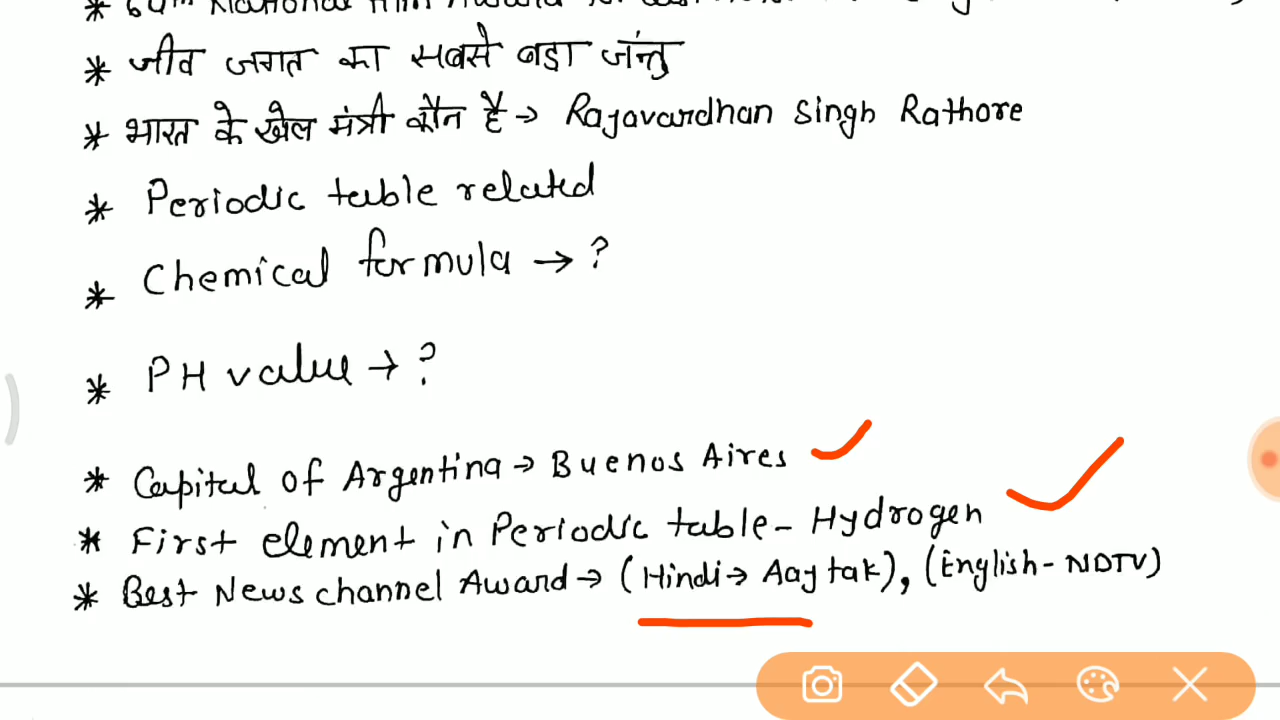 * जीव जगत का सबसे बड़ा जंन्तु
* भारत के खेल मंत्री कौन है → Rajavardhan Singh Rathore
* Periodic table related
* Chemical formula → ?
* PH value → ?
* Capital of Argentina → Buenos Aires
* First element in Periodic table - Hydrogen
* Best News channel Award → (Hindi → Aaj tak), (English - NDTV)